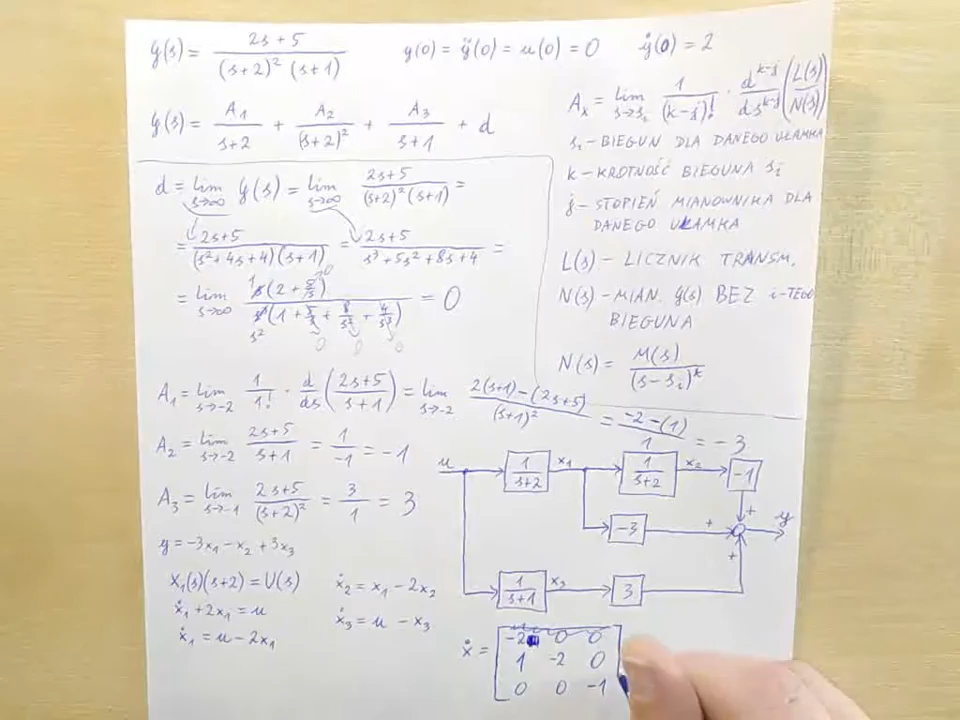 g(s) = (2s+5)/((s+2)² (s+1))    y(0) = ÿ(0) = u(0) = 0    ẏ(0) = 2
g(s) = A₁/(s+2) + A₂/(s+2)² + A₃/(s+1) + d
Aₓ = lim s→sᵢ 1/(k-j)! · d^(k-j)/ds^(k-j) (L(s)/N(s))
sᵢ - BIEGUN DLA DANEGO UŁAMKA
k - KROTNOŚĆ BIEGUNA sᵢ
j - STOPIEŃ MIANOWNIKA DLA
DANEGO UŁAMKA
L(s) - LICZNIK TRANSM.
N(s) - MIAN. g(s) BEZ i-TEGO
BIEGUNA
N(s) = M(s)/(s-sᵢ)^k
d = lim s→∞ g(s) = lim s→∞ (2s+5)/((s+2)²(s+1)) =
= (2s+5)/((s²+4s+4)(s+1)) = (2s+5)/(s³+5s²+8s+4) =
= lim s→∞ s(2+5/s)/(s³(1+5/s+8/s²+4/s³)) = 0
A₁ = lim s→-2 1/1! · d/ds ((2s+5)/(s+1)) = lim s→-2 (2(s+1)-(2s+5))/(s+1)² = (-2-(1))/1 = -3
A₂ = lim s→-2 (2s+5)/(s+1) = 1/-1 = -1
A₃ = lim s→-1 (2s+5)/(s+2)² = 3/1 = 3
y = -3x₁ - x₂ + 3x₃
X₁(s)(s+2) = U(s)
ẋ₁ + 2x₁ = u
ẋ₁ = u - 2x₁
ẋ₂ = x₁ - 2x₂
ẋ₃ = u - x₃
u 1/(s+2) x₁ 1/(s+2) x₂ -1
-3 + + y
+
1/(s+1) x₃ 3
ẋ =
-2 0 0
1 -2 0
0 0 -1